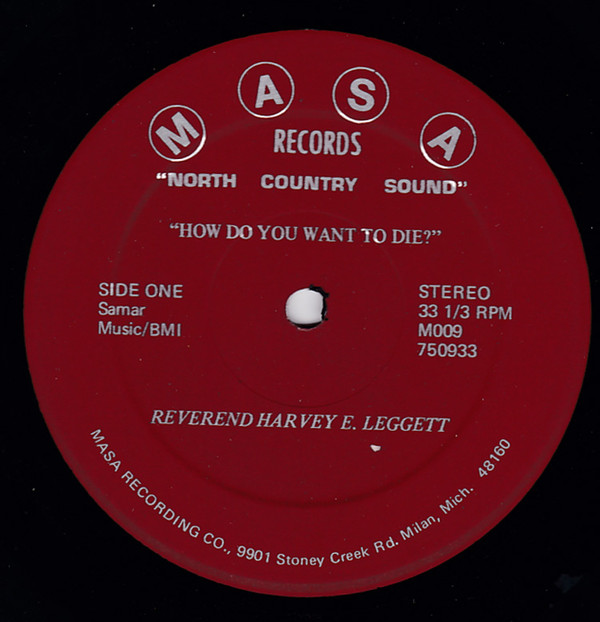 M A S A
RECORDS
"NORTH COUNTRY SOUND"
"HOW DO YOU WANT TO DIE?"
SIDE ONE
Samar
Music/BMI
STEREO
33 1/3 RPM
M009
750933
REVEREND HARVEY E. LEGGETT
MASA RECORDING CO., 9901 Stoney Creek Rd. Milan, Mich. 48160